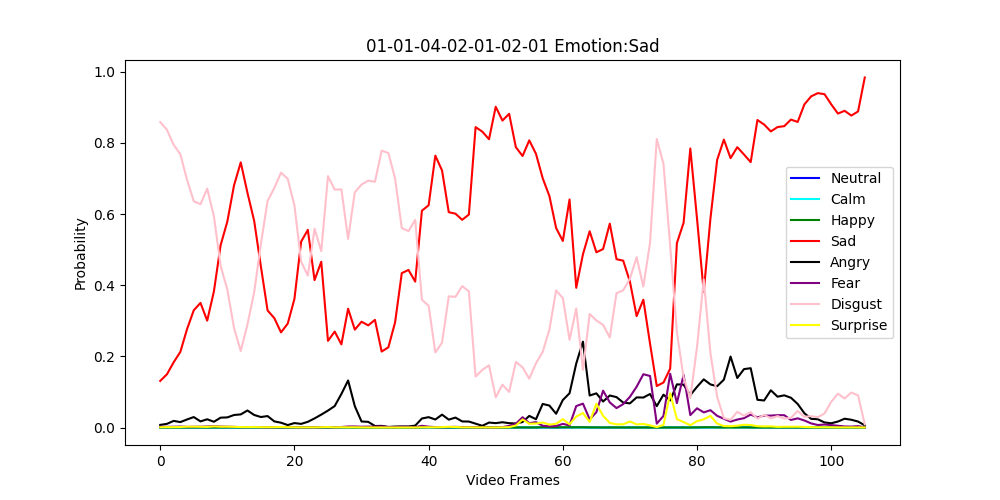 01-01-04-02-01-02-01 Emotion:Sad
Probability
1.0
0.8
0.6
0.4
0.2
0.0
0
20
40
60
80
100
Video Frames
Neutral
Calm
Happy
Sad
Angry
Fear
Disgust
Surprise